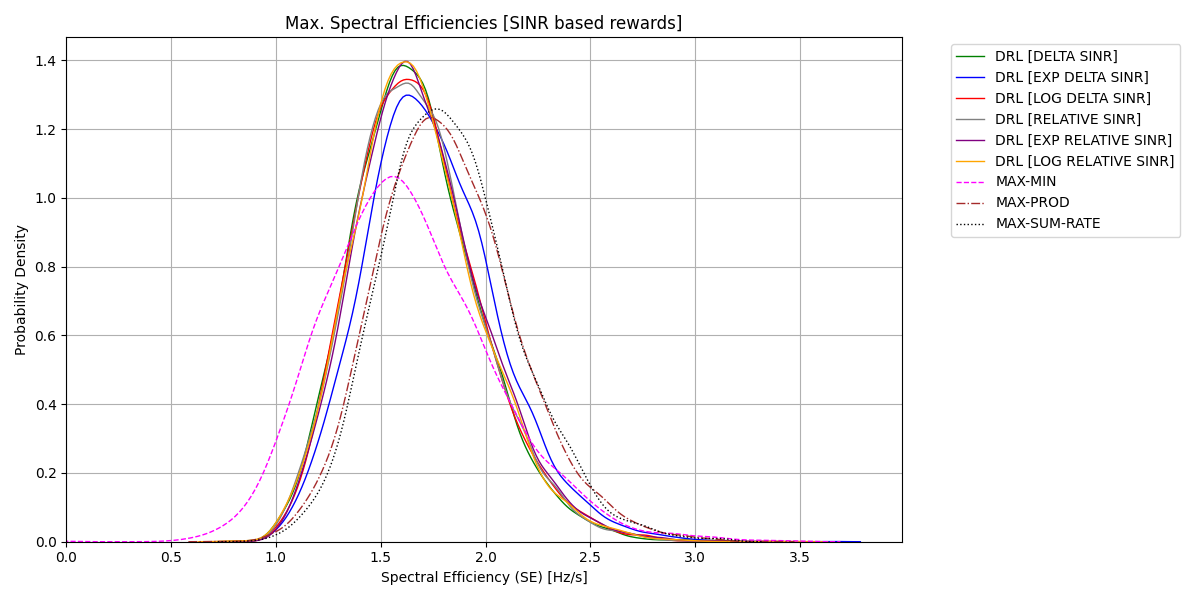 Max. Spectral Efficiencies [SINR based rewards]
Probability Density
1.4
1.2
1.0
0.8
0.6
0.4
0.2
0.0
0.0 0.5 1.0 1.5 2.0 2.5 3.0 3.5
Spectral Efficiency (SE) [Hz/s]
DRL [DELTA SINR]
DRL [EXP DELTA SINR]
DRL [LOG DELTA SINR]
DRL [RELATIVE SINR]
DRL [EXP RELATIVE SINR]
DRL [LOG RELATIVE SINR]
MAX-MIN
MAX-PROD
MAX-SUM-RATE